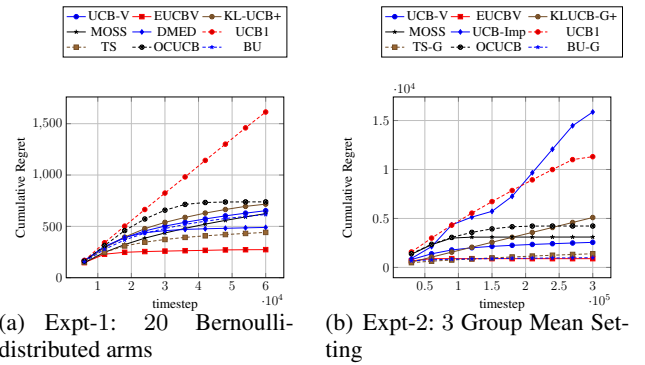 UCB-V EUCBV KL-UCB+
MOSS DMED UCB1
TS OCUCB BU
Cumulative Regret
1,500
1,000
500
0
1 2 3 4 5 6
·10^4
timestep
(a) Expt-1: 20 Bernoulli-
distributed arms
UCB-V EUCBV KLUCB-G+
MOSS UCB-Imp UCB1
TS-G OCUCB BU-G
·10^4
Cumulative Regret
1.5
1
0.5
0
0.5 1 1.5 2 2.5 3
·10^5
timestep
(b) Expt-2: 3 Group Mean Set-
ting